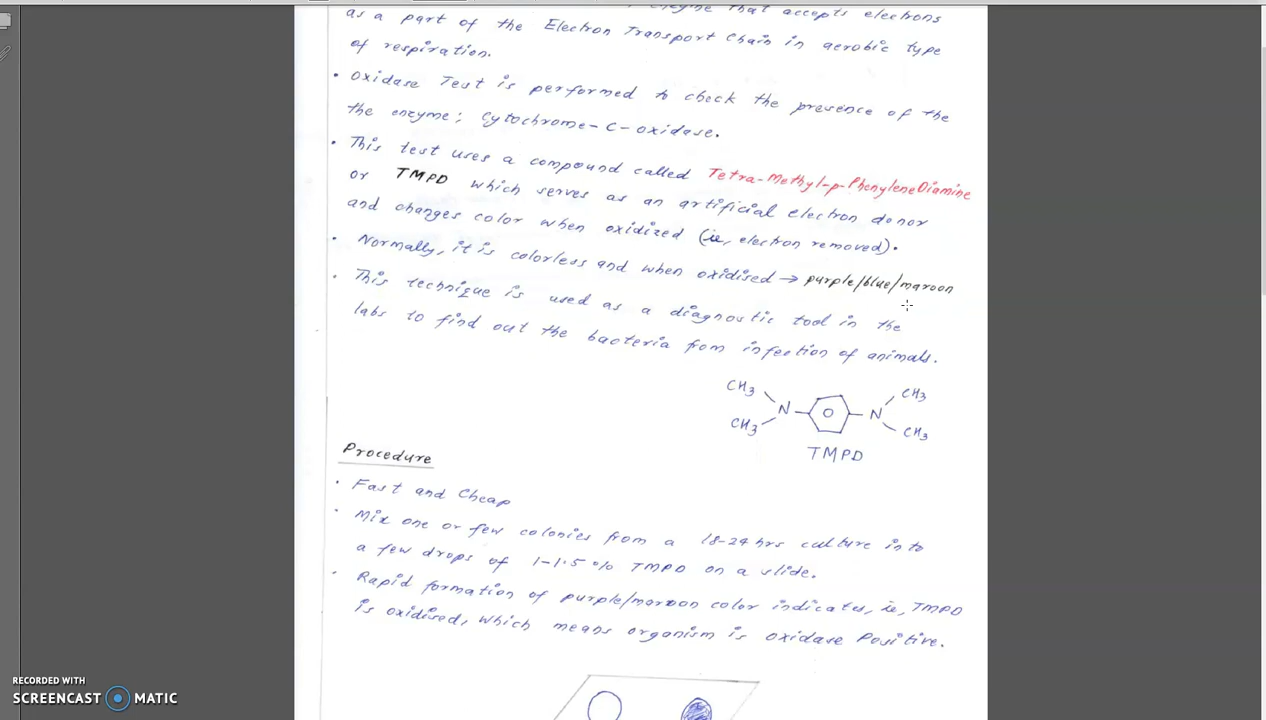 enzyme that accepts electrons
as a part of the Electron Transport Chain in aerobic type
of respiration.
• Oxidase Test is performed to check the presence of the
the enzyme; Cytochrome-C-oxidase.
• This test uses a compound called Tetra-Methyl-p-PhenyleneDiamine
or TMPD which serves as an artificial electron donor
and changes color when oxidized (ie, electron removed).
• Normally, it is colorless and when oxidised → purple/blue/maroon
• This technique is used as a diagnostic tool in the
labs to find out the bacteria from infection of animals.
CH3 CH3
N N
CH3 CH3
TMPD
Procedure
• Fast and Cheap
• Mix one or few colonies from a 18-24 hrs culture in to
a few drops of 1-1.5% TMPD on a slide.
• Rapid formation of purple/maroon color indicates, ie, TMPD
is oxidised, which means organism is oxidase Positive.
RECORDED WITH
SCREENCAST MATIC